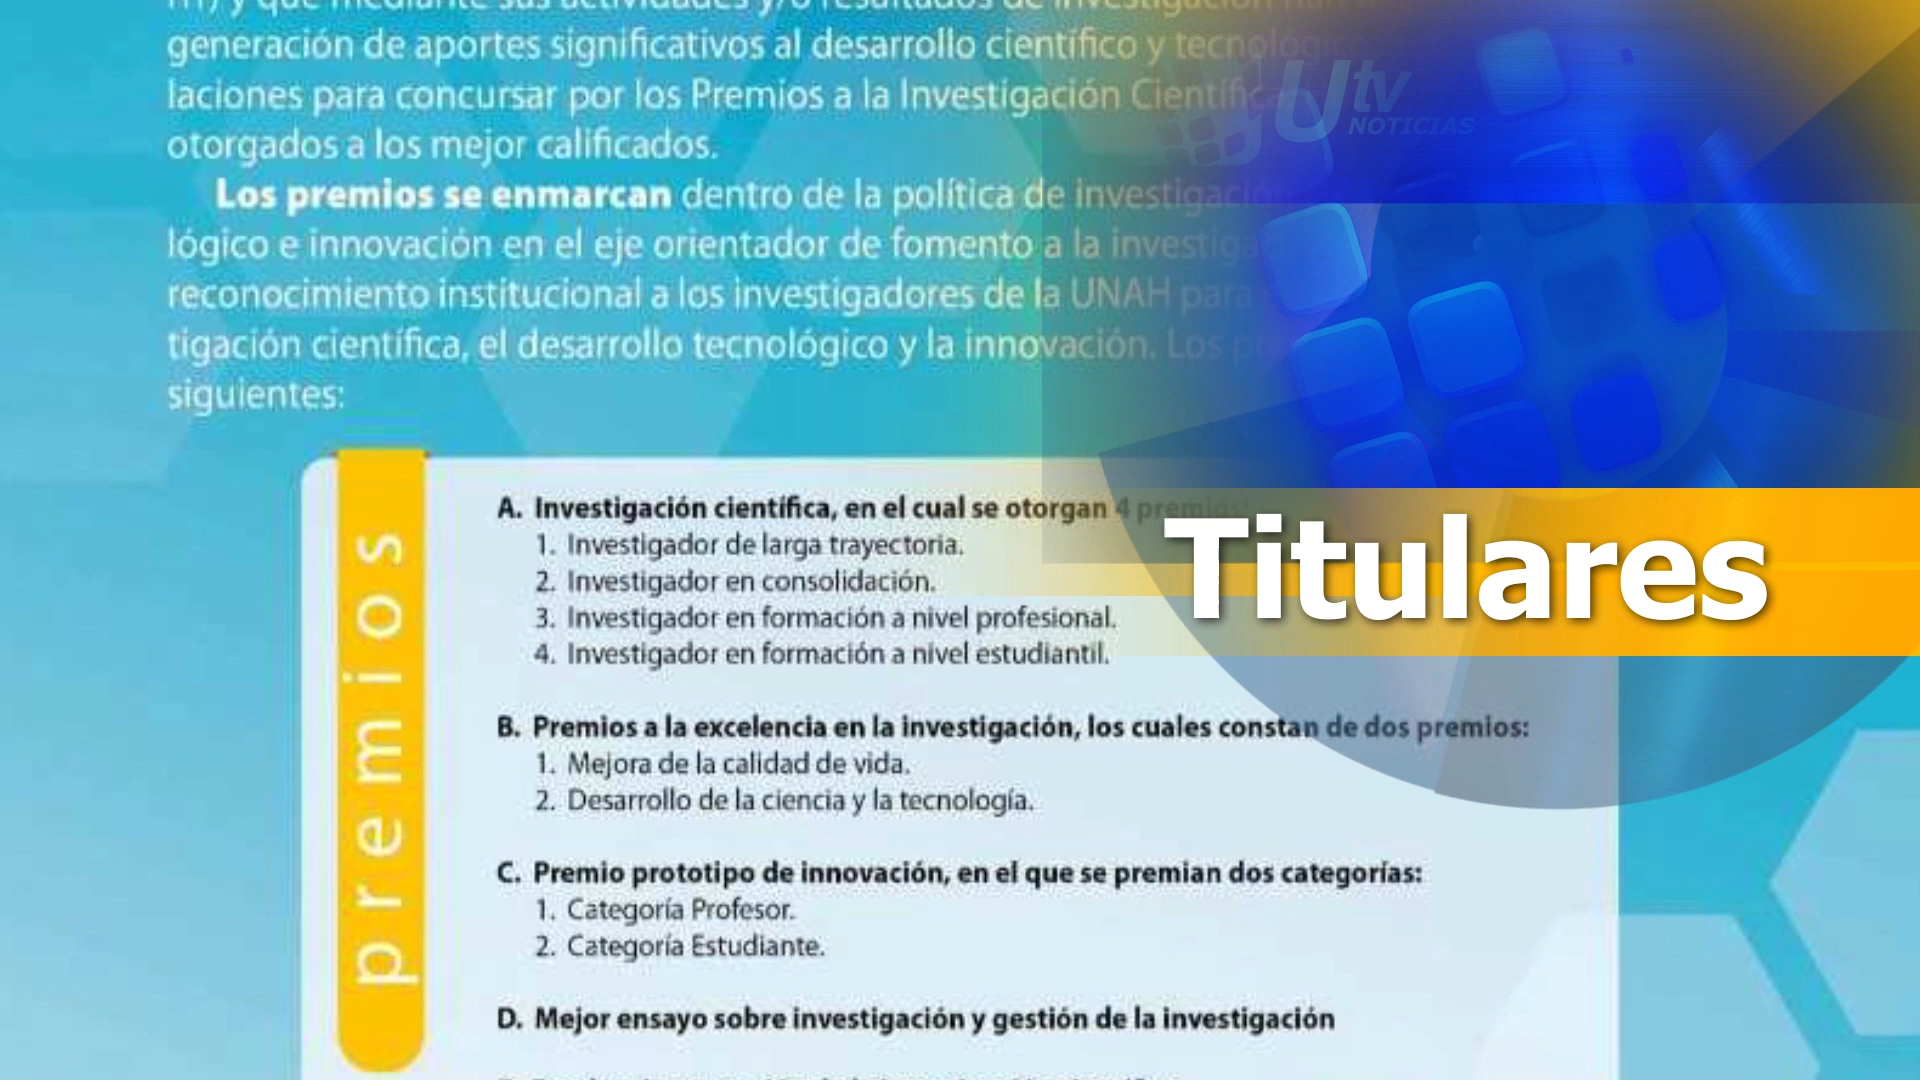 generación de aportes significativos al desarrollo científico y tecnológico
laciones para concursar por los Premios a la Investigación Científica
otorgados a los mejor calificados.
Los premios se enmarcan dentro de la política de investigación
lógico e innovación en el eje orientador de fomento a la
reconocimiento institucional a los investigadores de la UNAH para
tigación científica, el desarrollo tecnológico y la innovación. Los
siguientes:
Utv
NOTICIAS
Titulares
premios
A. Investigación científica, en el cual se otorgan 4 premios:
1. Investigador de larga trayectoria.
2. Investigador en consolidación.
3. Investigador en formación a nivel profesional.
4. Investigador en formación a nivel estudiantil.
B. Premios a la excelencia en la investigación, los cuales constan de dos premios:
1. Mejora de la calidad de vida.
2. Desarrollo de la ciencia y la tecnología.
C. Premio prototipo de innovación, en el que se premian dos categorías:
1. Categoría Profesor.
2. Categoría Estudiante.
D. Mejor ensayo sobre investigación y gestión de la investigación